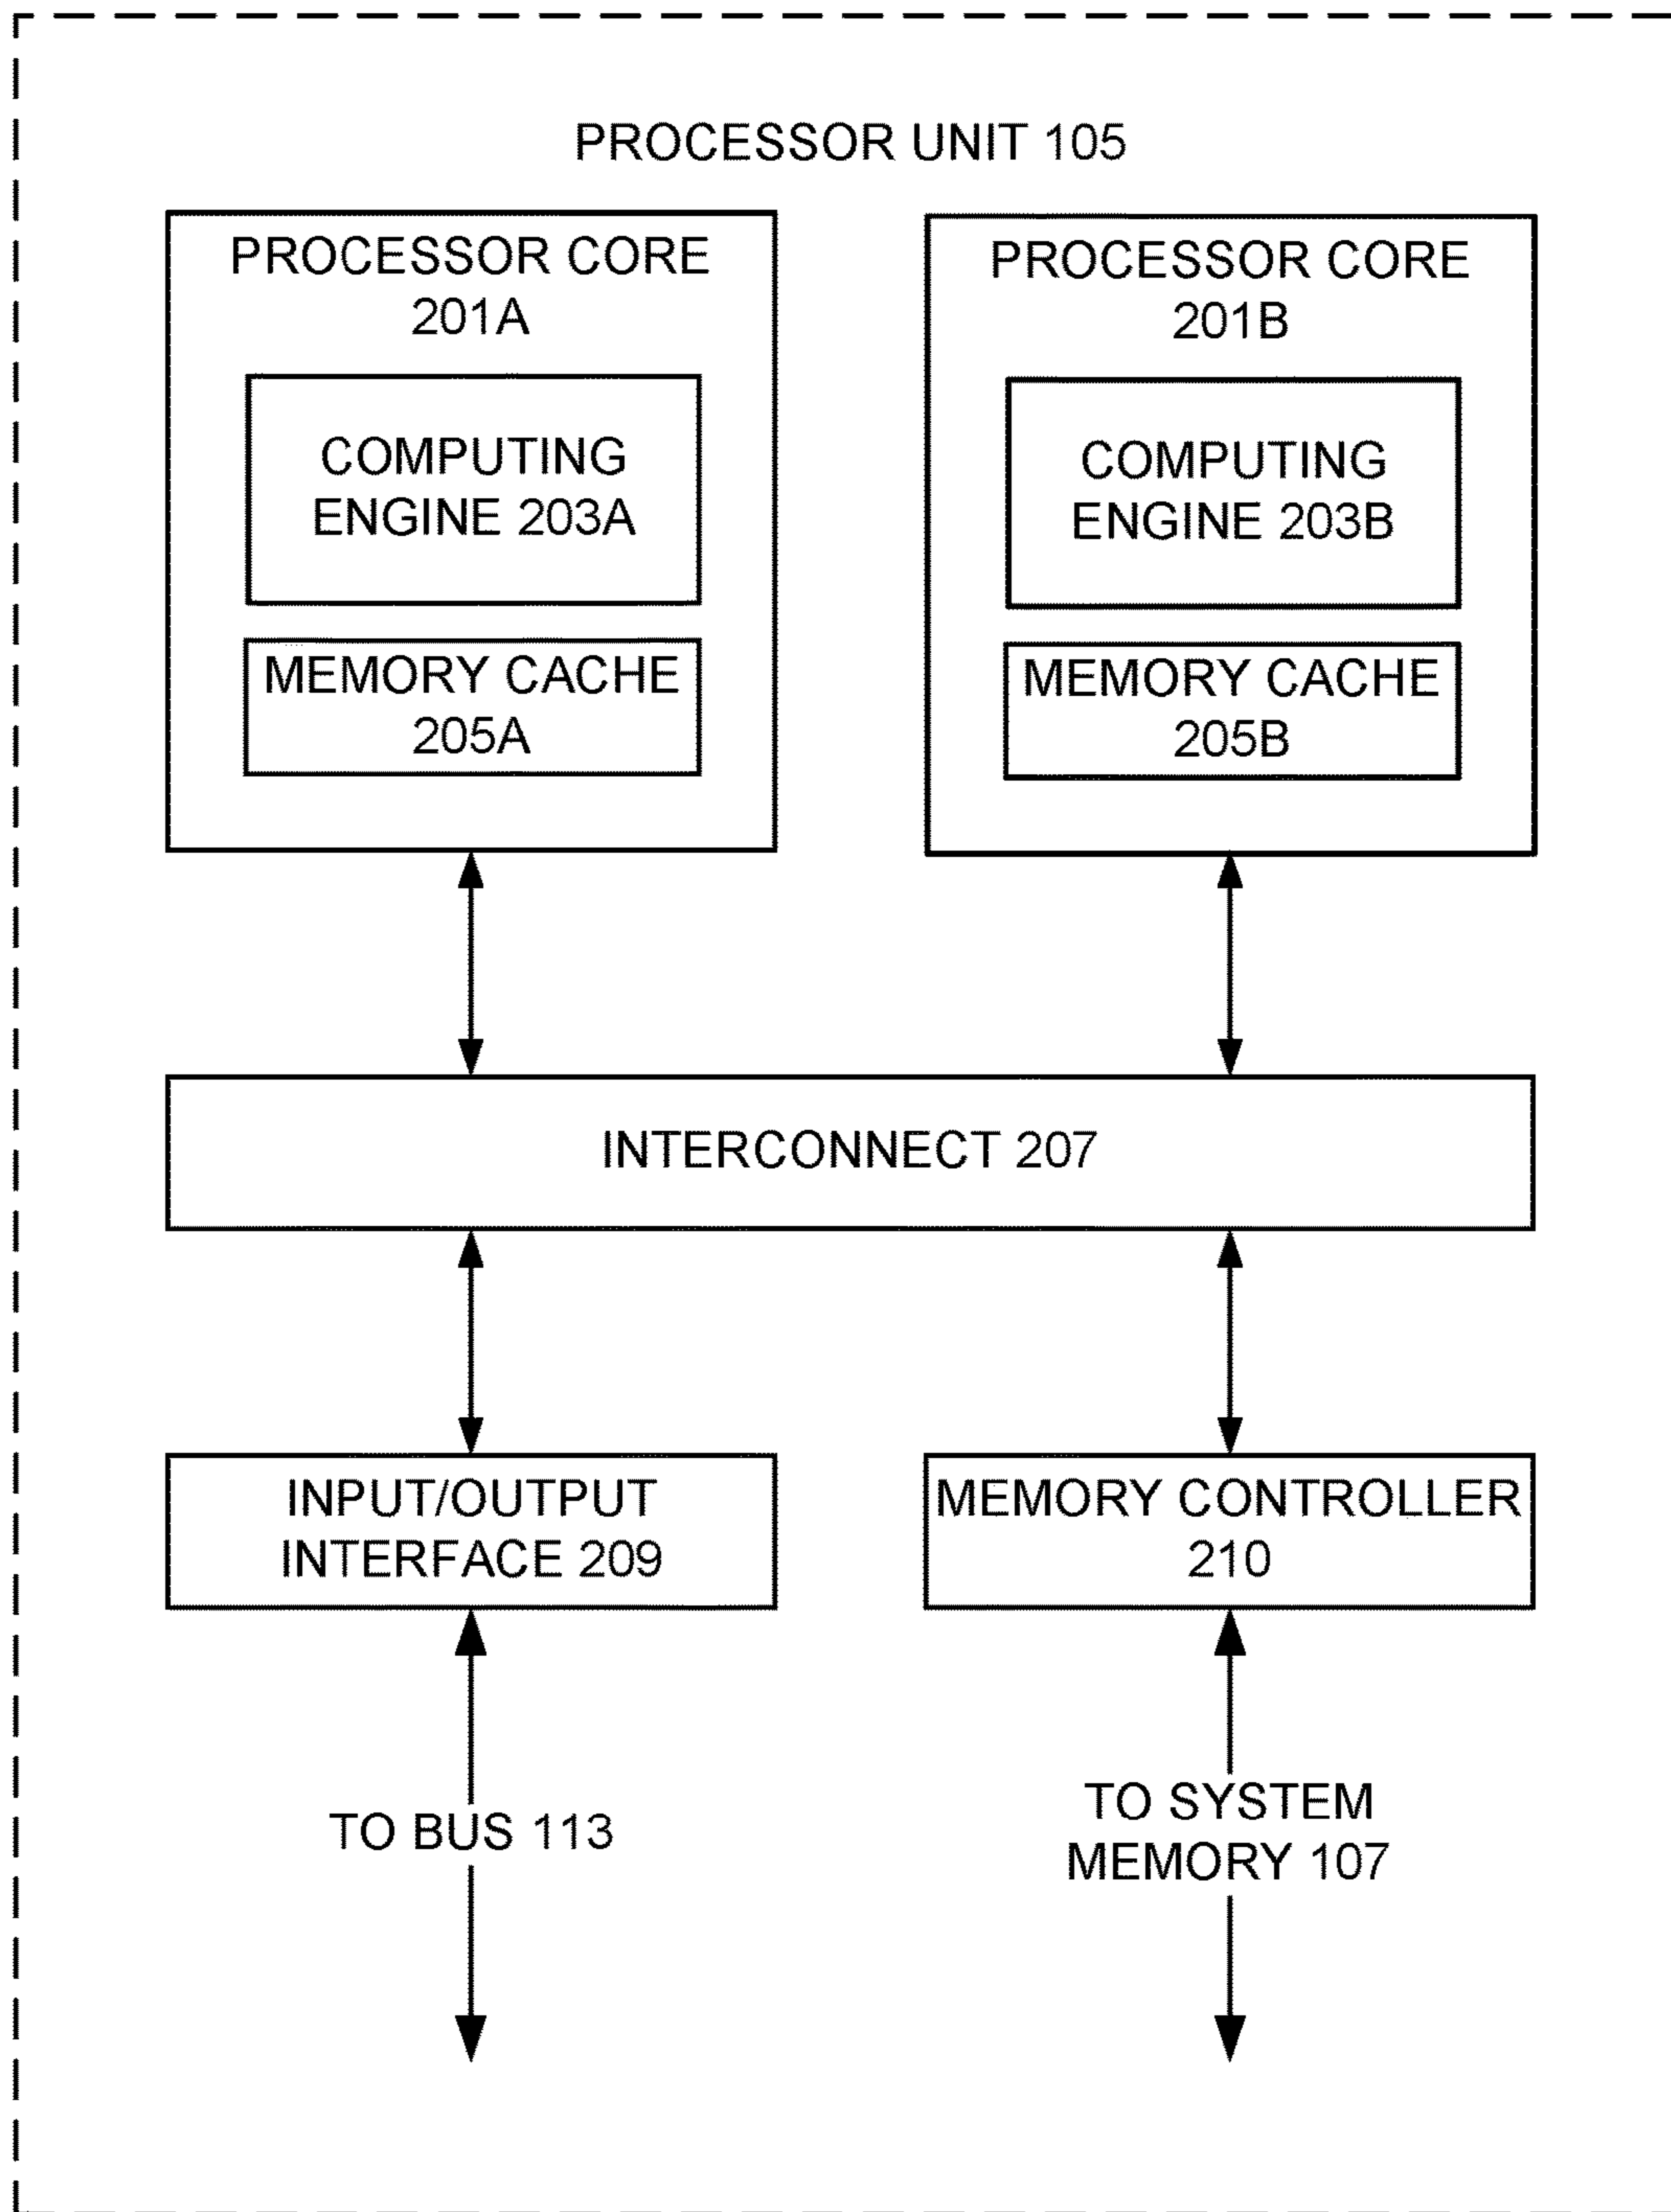 PROCESSOR UNIT 105
PROCESSOR CORE
201A
COMPUTING
ENGINE 203A
MEMORY CACHE
205A
PROCESSOR CORE
201B
COMPUTING
ENGINE 203B
MEMORY CACHE
205B
INTERCONNECT 207
INPUT/OUTPUT
INTERFACE 209
MEMORY CONTROLLER
210
TO BUS 113
TO SYSTEM
MEMORY 107